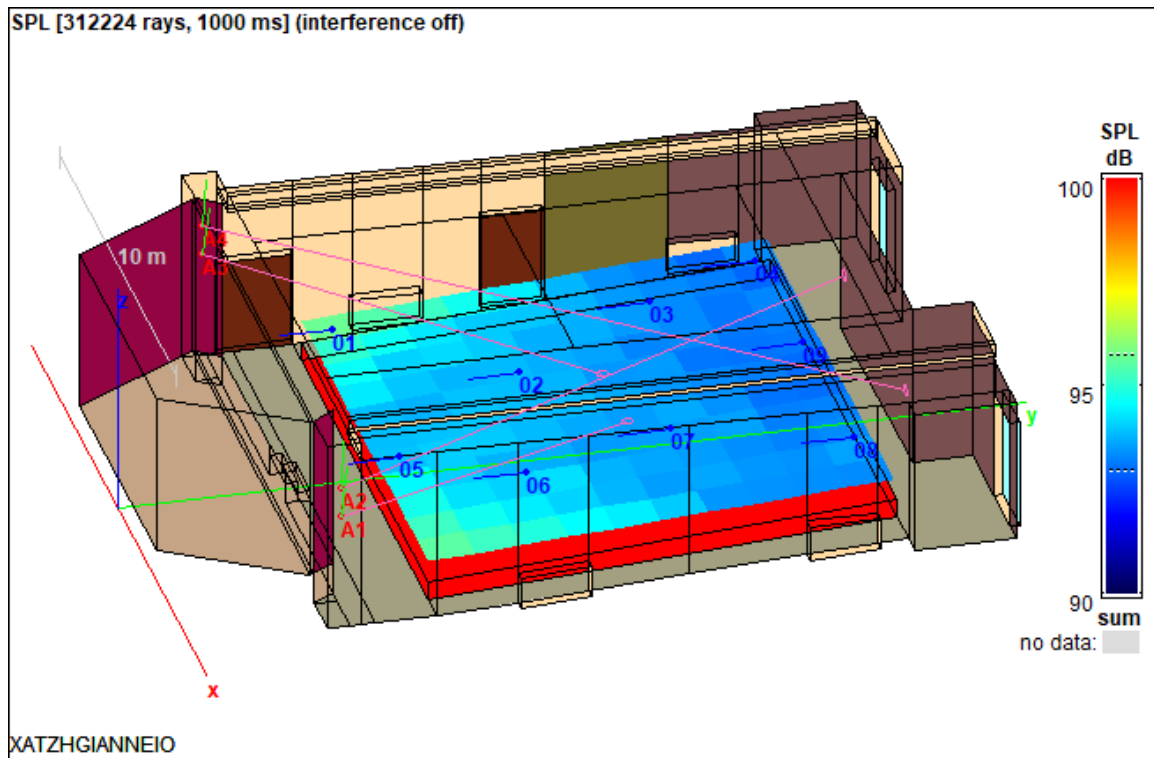 SPL [312224 rays, 1000 ms] (interference off)
SPL
dB
100
95
90
sum
no data:
10 m
z
A4
A3
A2
A1
01
02
03
04
05
06
07
08
09
y
x
XATZHGIANNEIO